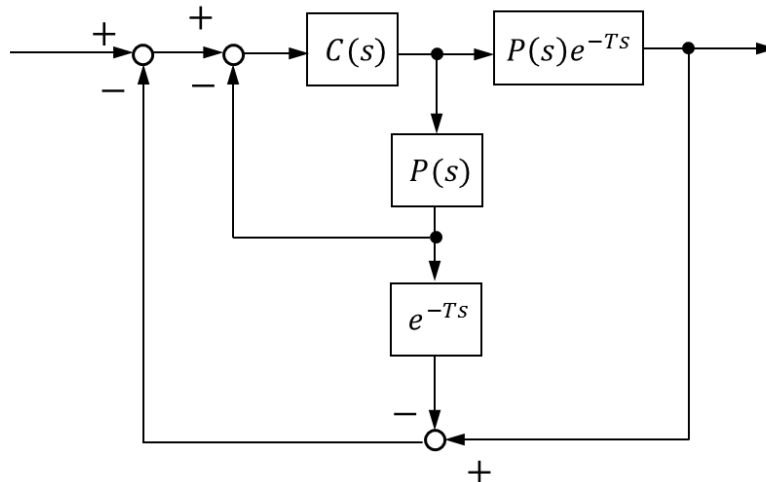 + +
C(s) P(s)e^{-Ts}
− −
P(s)
e^{-Ts}
−
+